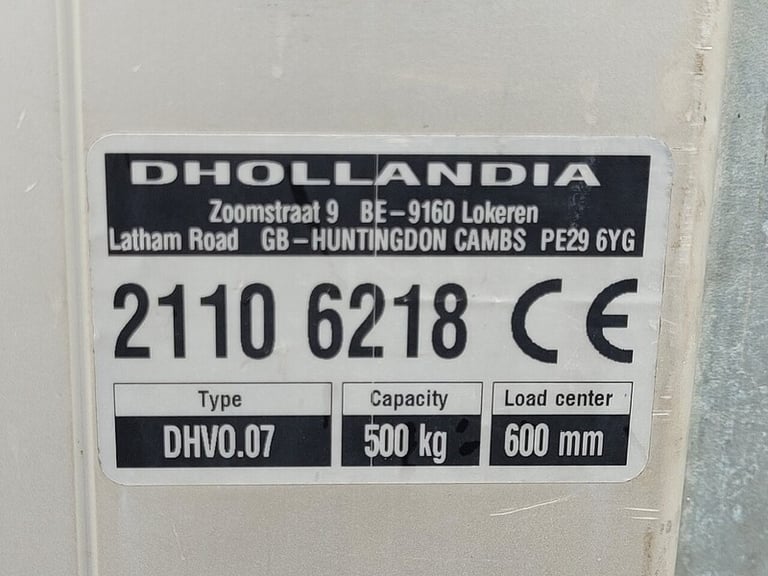 DHOLLANDIA
Zoomstraat 9 BE-9160 Lokeren
Latham Road GB-HUNTINGDON CAMBS PE29 6YG
2110 6218 CE
Type Capacity Load center
DHV0.07 500 kg 600 mm